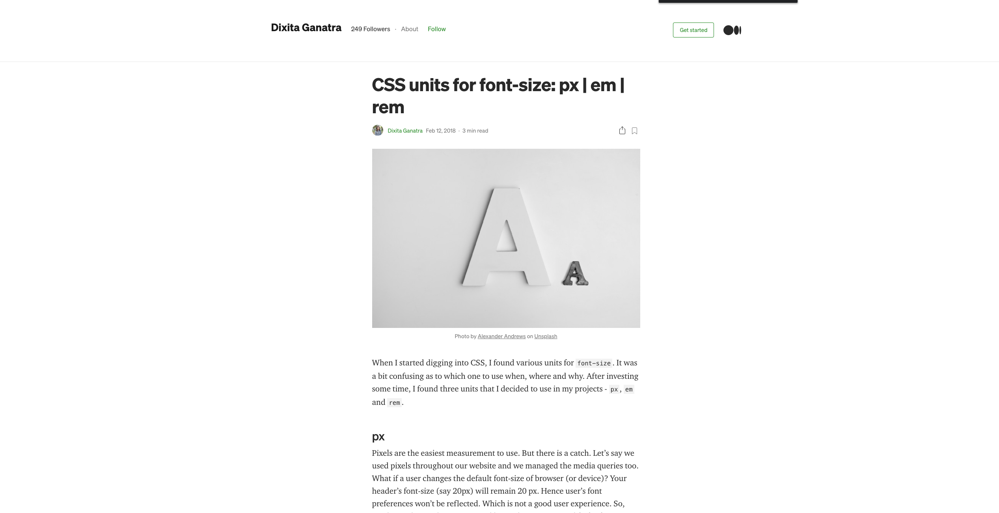 Dixita Ganatra 249 Followers · About Follow Get started
CSS units for font-size: px | em |
rem
Dixita Ganatra Feb 12, 2018 · 3 min read
A
A
Photo by Alexander Andrews on Unsplash
When I started digging into CSS, I found various units for font-size. It was
a bit confusing as to which one to use when, where and why. After investing
some time, I found three units that I decided to use in my projects - px, em
and rem.
px
Pixels are the easiest measurement to use. But there is a catch. Let’s say we
used pixels throughout our website and we managed the media queries too.
What if a user changes the default font-size of browser (or device)? Your
header’s font-size (say 20px) will remain 20 px. Hence user’s font
preferences won’t be reflected. Which is not a good user experience. So,